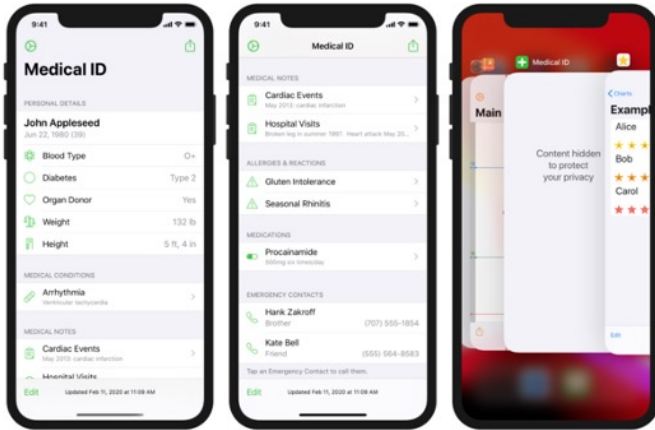 9:41
Medical ID
PERSONAL DETAILS
John Appleseed
Jun 22, 1980 (39)
Blood Type O+
Diabetes Type 2
Organ Donor Yes
Weight 132 lb
Height 5 ft, 4 in
MEDICAL CONDITIONS
Arrhythmia
Ventricular tachycardia
MEDICAL NOTES
Cardiac Events
May 2013: cardiac infarction
Hospital Visits
Edit Updated Feb 11, 2020 at 11:09 AM
9:41
Medical ID
MEDICAL NOTES
Cardiac Events
May 2013: cardiac infarction
Hospital Visits
Broken leg in summer 1997. Heart attack May 20...
ALLERGIES & REACTIONS
Gluten Intolerance
Seasonal Rhinitis
MEDICATIONS
Procainamide
500mg six times/day
EMERGENCY CONTACTS
Hank Zakroff
Brother (707) 555-1854
Kate Bell
Friend (555) 564-8583
Tap an Emergency Contact to call them.
Edit Updated Feb 11, 2020 at 11:09 AM
Medical ID
Main
Content hidden
to protect
your privacy
Charts
Exampl
Alice
Bob
Carol
Edit